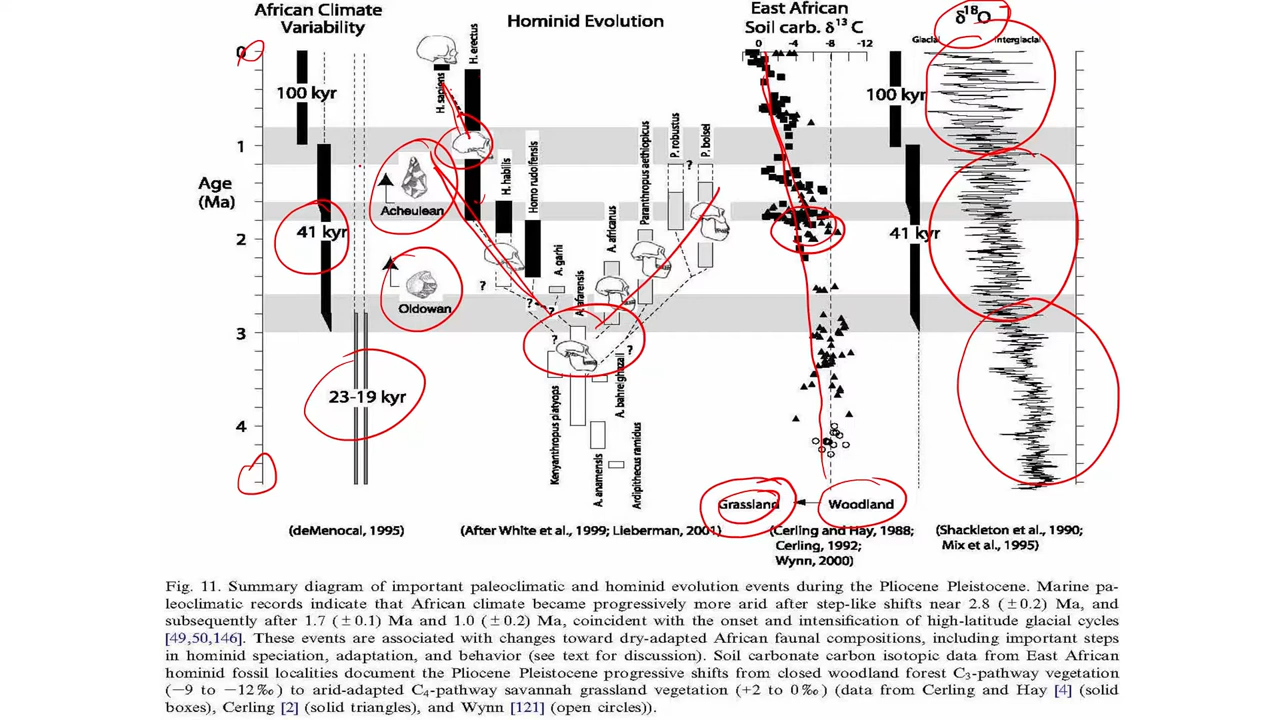 African Climate
Variability
Hominid Evolution
East African
Soil carb. δ¹³ C
δ¹⁸O
0 -4 -8 -12
Glacial Interglacial
0
100 kyr
H. sapiens
H. erectus
P. robustus
P. boisei
100 kyr
1
Age
(Ma)
Acheulean
H. habilis
Homo rudolfensis
Paranthropus aethiopicus
?
41 kyr
2
A. garhi
A. africanus
41 kyr
Oldowan
?
?
?
A. afarensis
3
?
?
23-19 kyr
Kenyanthropus platyops
A. bahrelghazali
4
A. anamensis
Ardipithecus ramidus
Grassland
Woodland
(deMenocal, 1995)
(After White et al., 1999; Lieberman, 2001)
(Cerling and Hay, 1988;
Cerling, 1992;
Wynn, 2000)
(Shackleton et al., 1990;
Mix et al., 1995)
Fig. 11. Summary diagram of important paleoclimatic and hominid evolution events during the Pliocene Pleistocene. Marine pa-
leoclimatic records indicate that African climate became progressively more arid after step-like shifts near 2.8 (±0.2) Ma, and
subsequently after 1.7 (±0.1) Ma and 1.0 (±0.2) Ma, coincident with the onset and intensification of high-latitude glacial cycles
[49,50,146]. These events are associated with changes toward dry-adapted African faunal compositions, including important steps
in hominid speciation, adaptation, and behavior (see text for discussion). Soil carbonate carbon isotopic data from East African
hominid fossil localities document the Pliocene Pleistocene progressive shifts from closed woodland forest C₃-pathway vegetation
(−9 to −12‰) to arid-adapted C₄-pathway savannah grassland vegetation (+2 to 0‰) (data from Cerling and Hay [4] (solid
boxes), Cerling [2] (solid triangles), and Wynn [121] (open circles)).